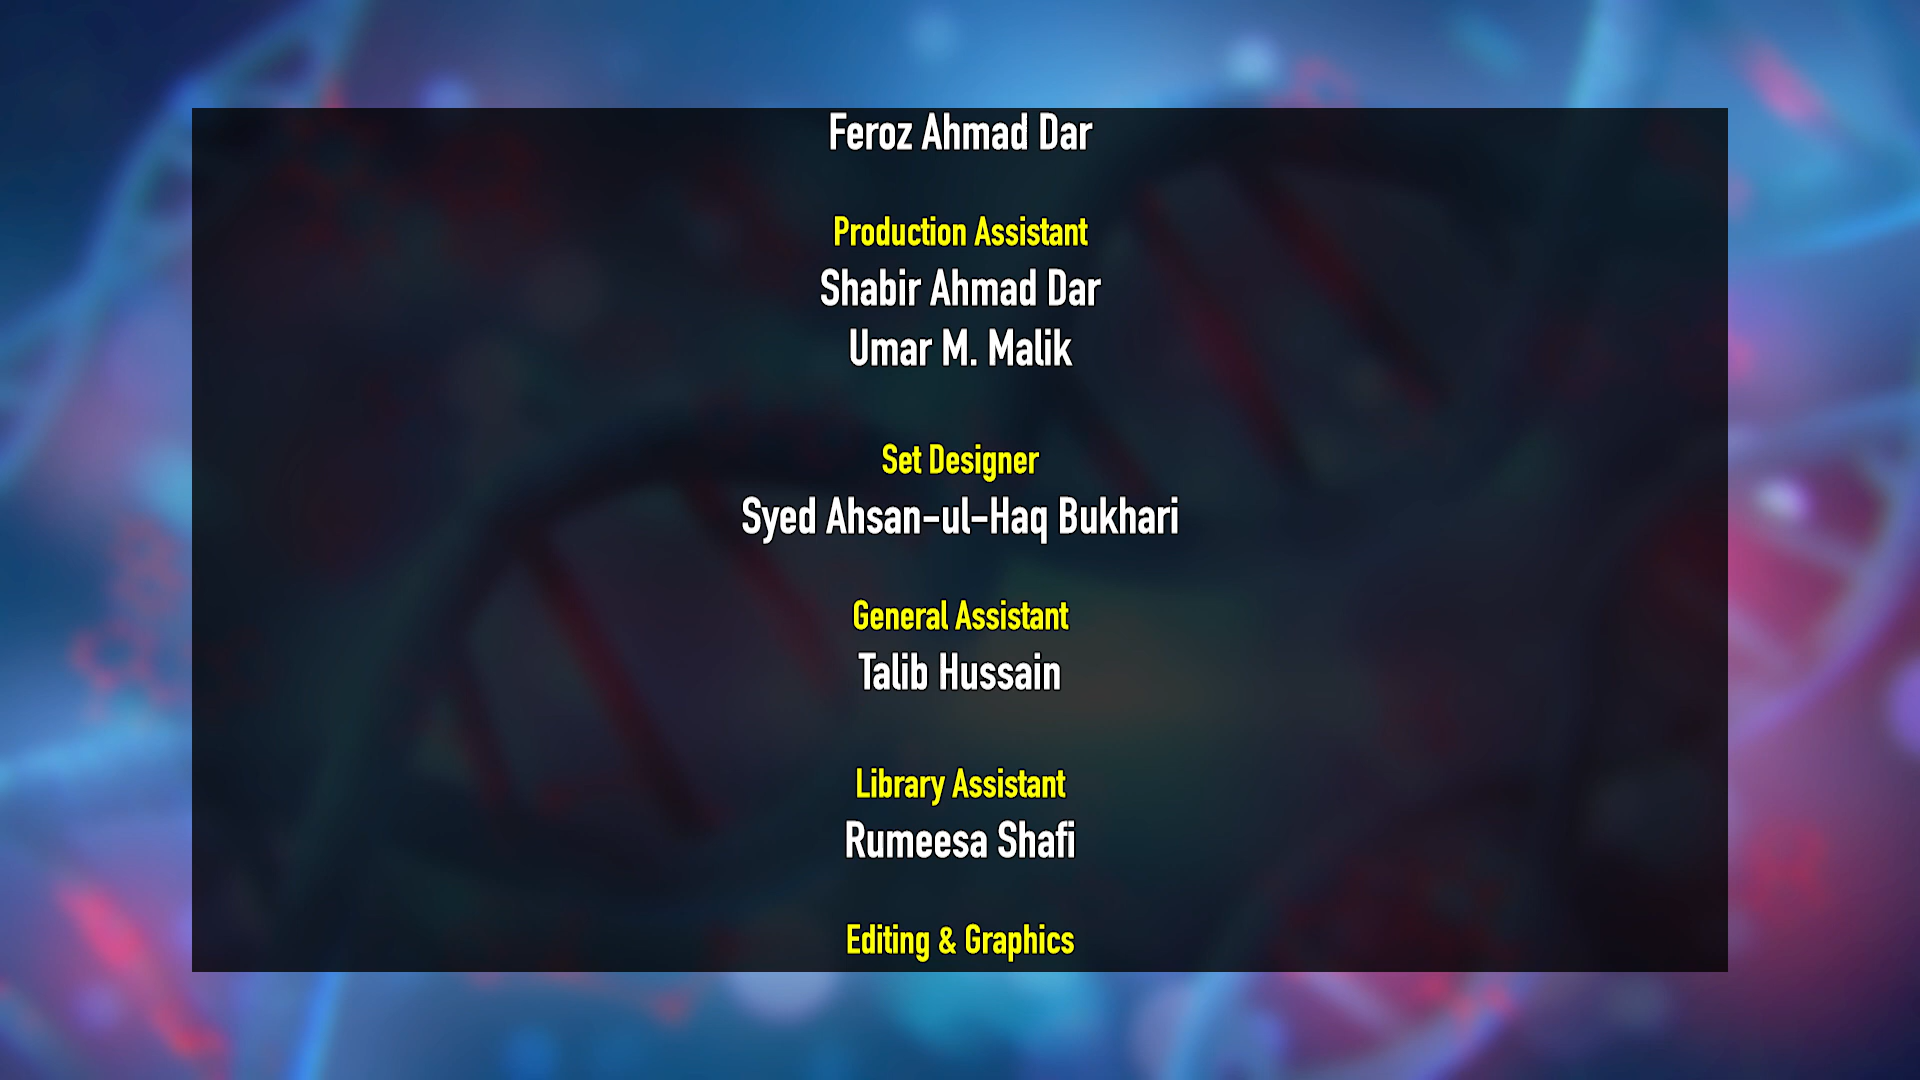 Feroz Ahmad Dar
Production Assistant
Shabir Ahmad Dar
Umar M. Malik
Set Designer
Syed Ahsan-ul-Haq Bukhari
General Assistant
Talib Hussain
Library Assistant
Rumeesa Shafi
Editing & Graphics